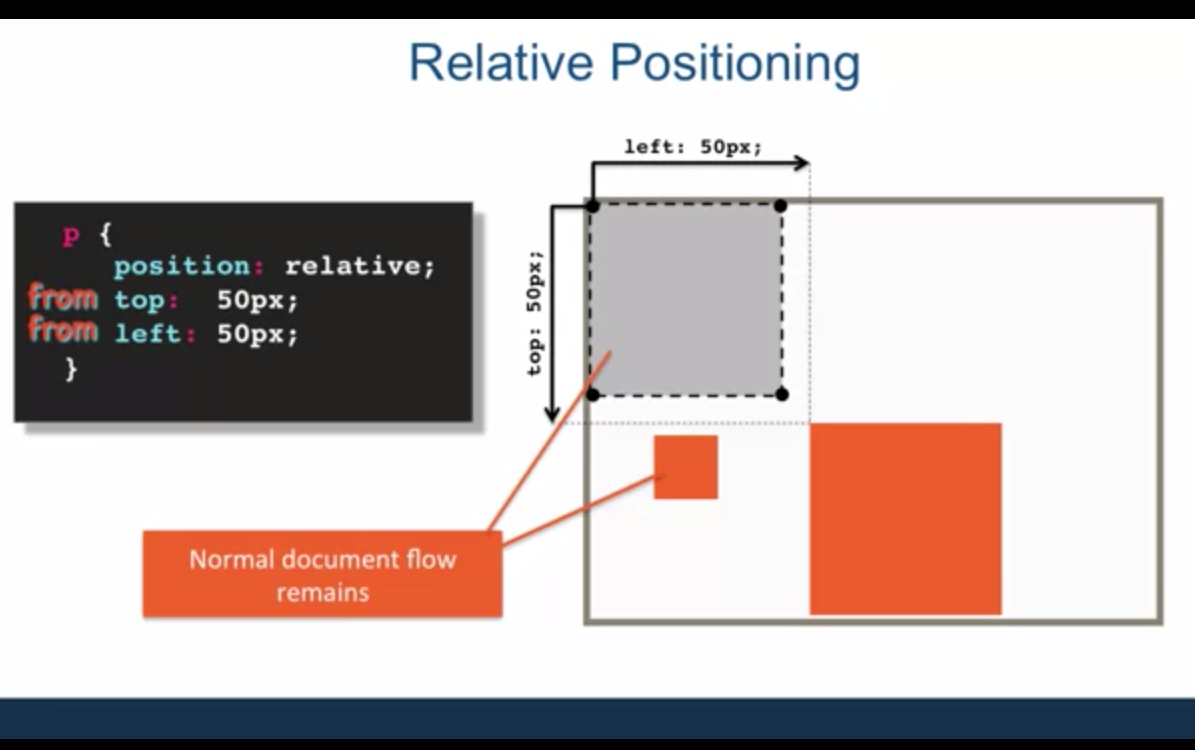 Relative Positioning
left: 50px;
p {
position: relative;
from top: 50px;
from left: 50px;
}
top: 50px;
Normal document flow
remains